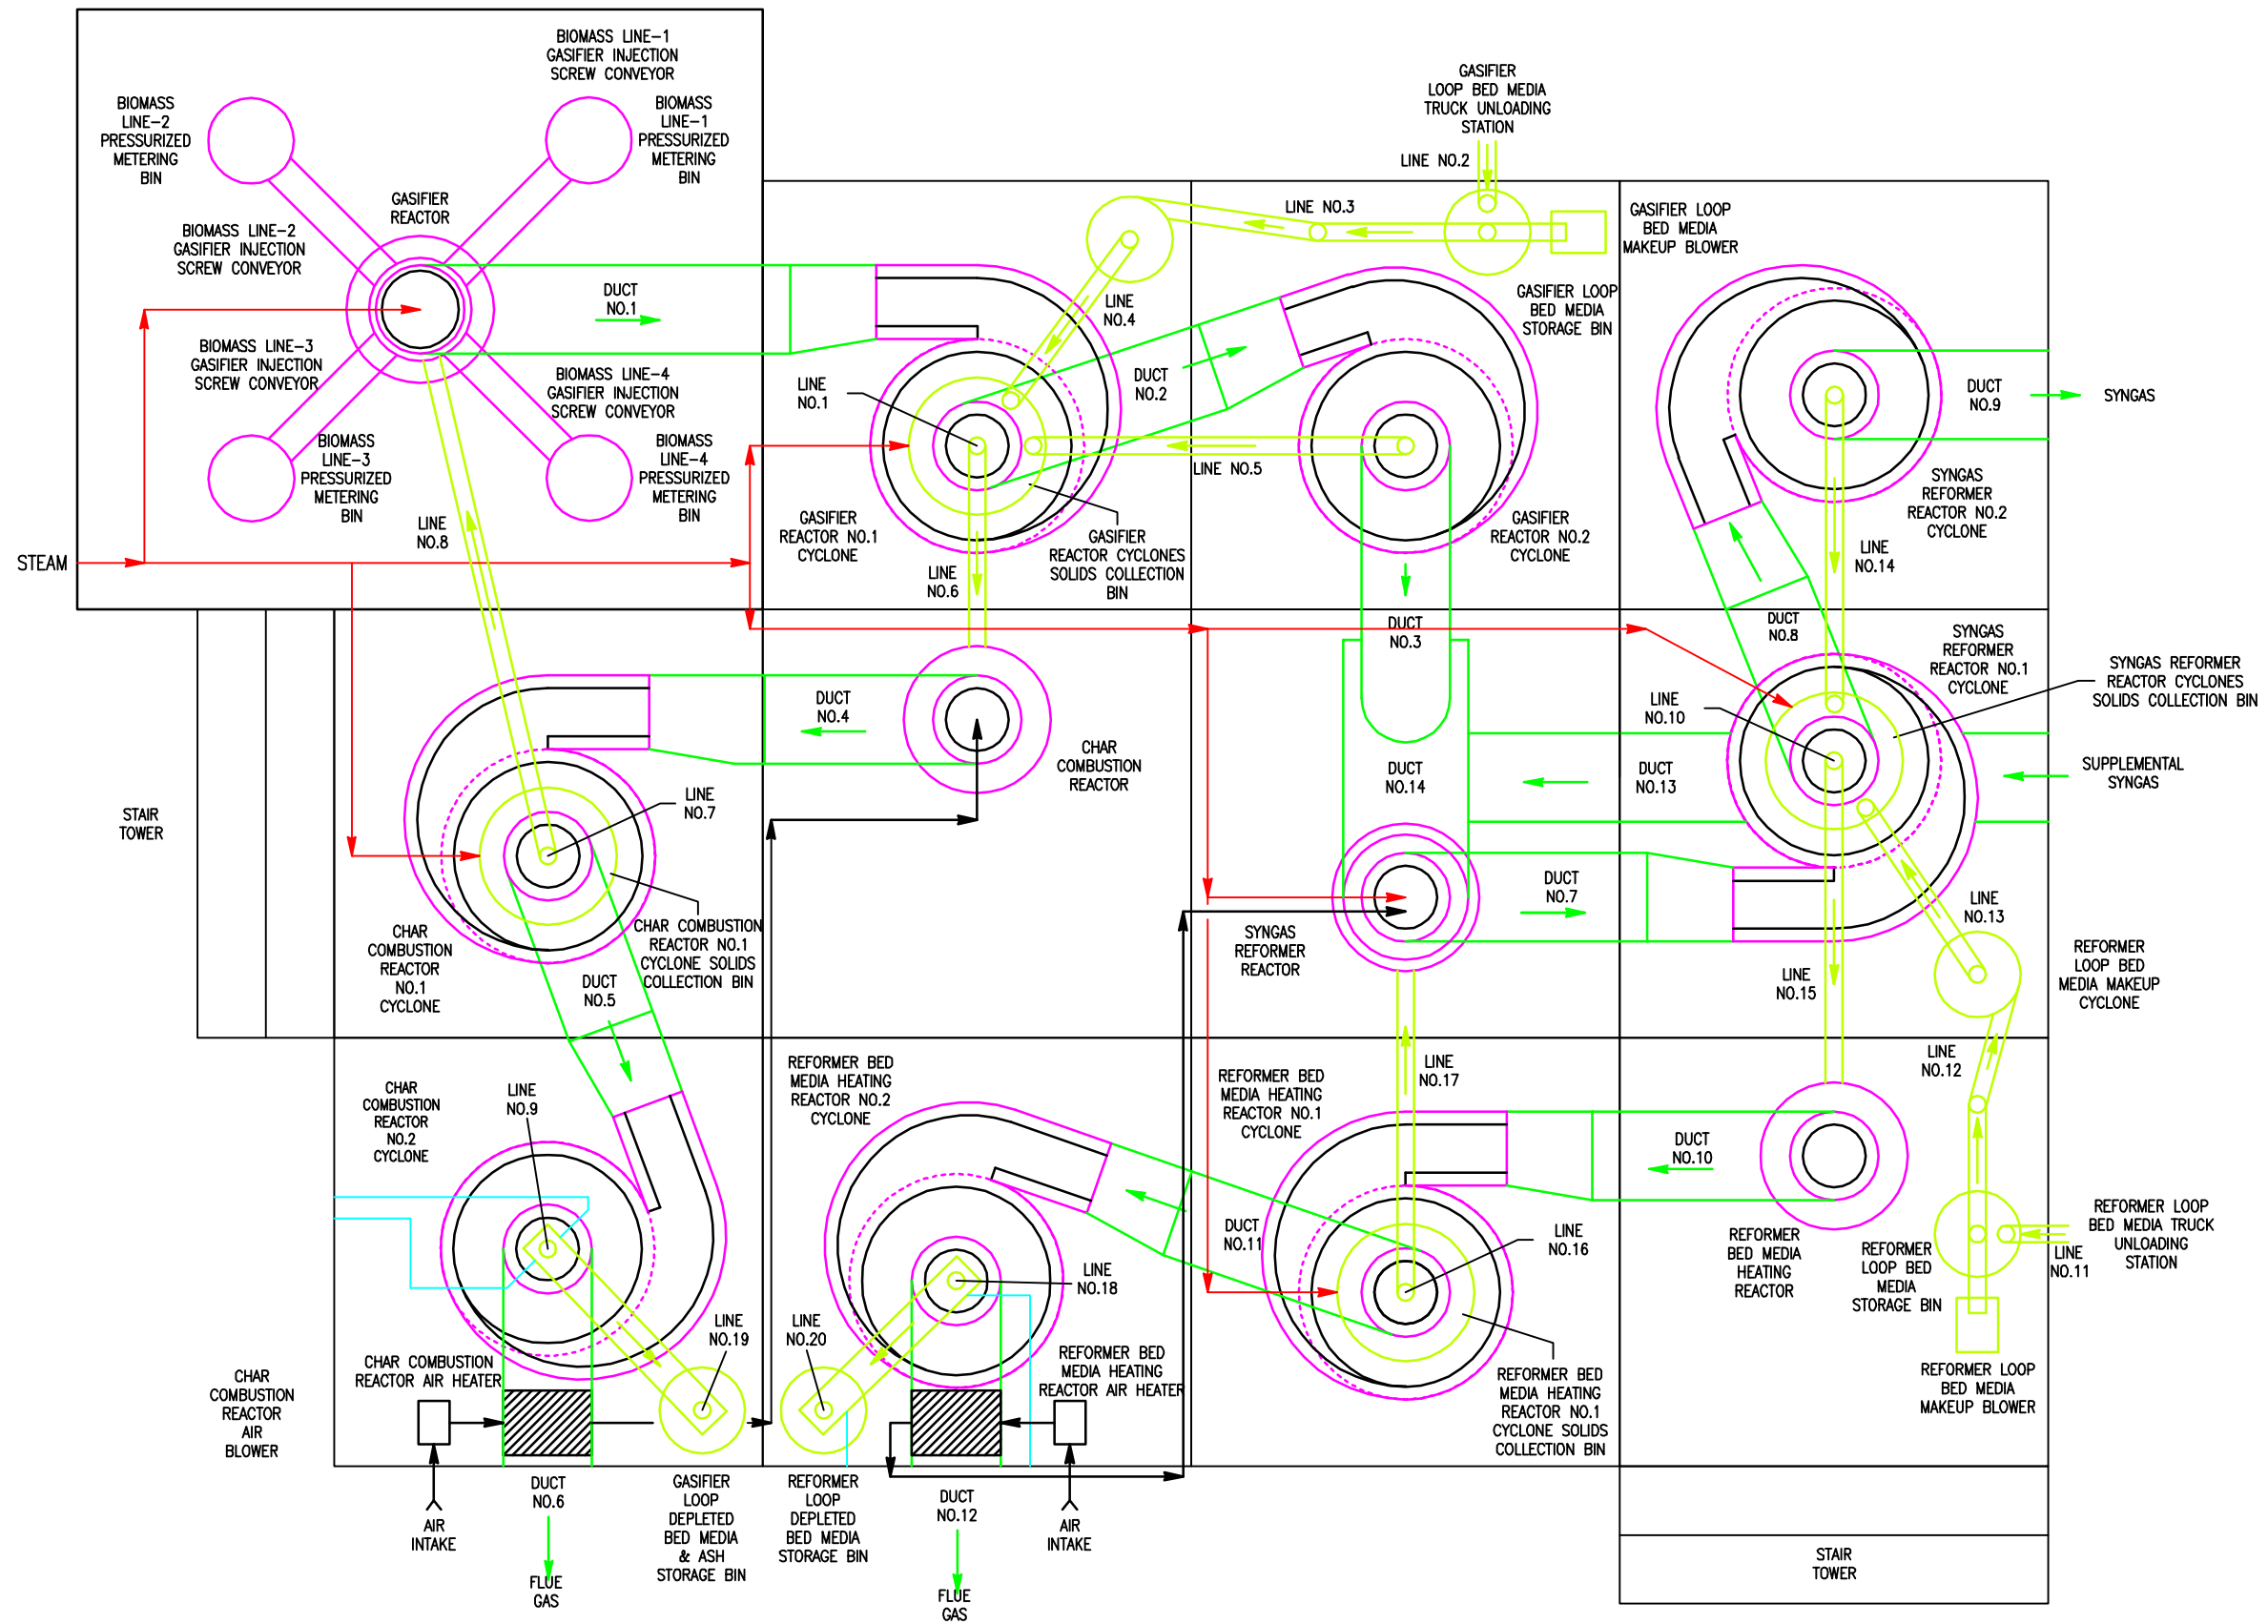 BIOMASS LINE-1
GASIFIER INJECTION
SCREW CONVEYOR
BIOMASS
LINE-2
PRESSURIZED
METERING
BIN
BIOMASS
LINE-1
PRESSURIZED
METERING
BIN
GASIFIER
REACTOR
BIOMASS LINE-2
GASIFIER INJECTION
SCREW CONVEYOR
BIOMASS LINE-3
GASIFIER INJECTION
SCREW CONVEYOR
BIOMASS LINE-4
GASIFIER INJECTION
SCREW CONVEYOR
BIOMASS
LINE-3
PRESSURIZED
METERING
BIN
BIOMASS
LINE-4
PRESSURIZED
METERING
BIN
DUCT
NO.1
LINE
NO.8
STEAM
GASIFIER
LOOP BED MEDIA
TRUCK UNLOADING
STATION
LINE NO.2
LINE NO.3
GASIFIER LOOP
BED MEDIA
MAKEUP BLOWER
GASIFIER LOOP
BED MEDIA
STORAGE BIN
LINE
NO.4
LINE
NO.1
DUCT
NO.2
LINE NO.5
GASIFIER
REACTOR NO.1
CYCLONE
GASIFIER
REACTOR CYCLONES
SOLIDS COLLECTION
BIN
GASIFIER
REACTOR NO.2
CYCLONE
LINE
NO.6
DUCT
NO.9
SYNGAS
SYNGAS
REFORMER
REACTOR NO.2
CYCLONE
LINE
NO.14
DUCT
NO.3
DUCT
NO.8
SYNGAS
REFORMER
REACTOR NO.1
CYCLONE
SYNGAS REFORMER
REACTOR CYCLONES
SOLIDS COLLECTION BIN
LINE
NO.10
DUCT
NO.4
CHAR
COMBUSTION
REACTOR
DUCT
NO.14
DUCT
NO.13
SUPPLEMENTAL
SYNGAS
STAIR
TOWER
LINE
NO.7
CHAR
COMBUSTION
REACTOR
NO.1
CYCLONE
CHAR COMBUSTION
REACTOR NO.1
CYCLONE SOLIDS
COLLECTION BIN
DUCT
NO.5
SYNGAS
REFORMER
REACTOR
DUCT
NO.7
LINE
NO.13
LINE
NO.15
REFORMER
LOOP BED
MEDIA MAKEUP
CYCLONE
CHAR
COMBUSTION
REACTOR
NO.2
CYCLONE
LINE
NO.9
REFORMER BED
MEDIA HEATING
REACTOR NO.2
CYCLONE
REFORMER BED
MEDIA HEATING
REACTOR NO.1
CYCLONE
LINE
NO.17
LINE
NO.12
DUCT
NO.10
DUCT
NO.11
LINE
NO.16
LINE
NO.18
REFORMER
BED MEDIA
HEATING
REACTOR
REFORMER
LOOP BED
MEDIA
STORAGE BIN
REFORMER LOOP
BED MEDIA TRUCK
UNLOADING
STATION
LINE
NO.11
LINE
NO.19
LINE
NO.20
CHAR COMBUSTION
REACTOR AIR HEATER
REFORMER BED
MEDIA HEATING
REACTOR AIR HEATER
CHAR
COMBUSTION
REACTOR
AIR
BLOWER
REFORMER BED
MEDIA HEATING
REACTOR NO.1
CYCLONE SOLIDS
COLLECTION BIN
REFORMER LOOP
BED MEDIA
MAKEUP BLOWER
AIR
INTAKE
DUCT
NO.6
FLUE
GAS
GASIFIER
LOOP
DEPLETED
BED MEDIA
& ASH
STORAGE BIN
REFORMER
LOOP
DEPLETED
BED MEDIA
STORAGE BIN
DUCT
NO.12
FLUE
GAS
AIR
INTAKE
STAIR
TOWER